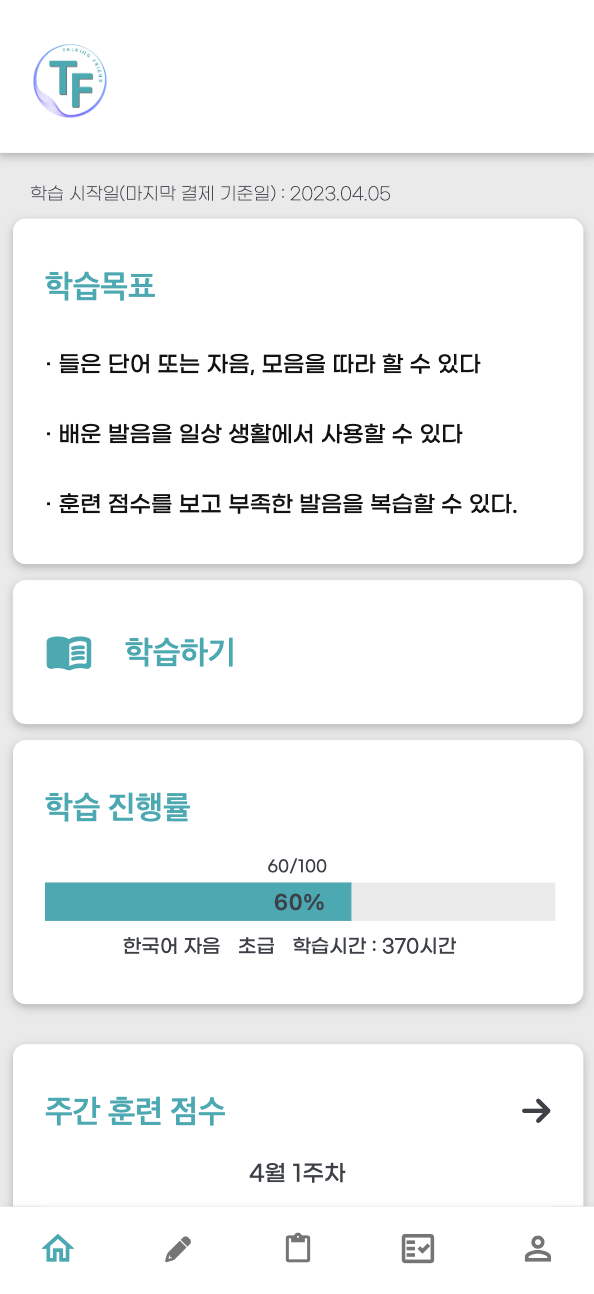 TALKING FRIEND
TF
학습 시작일(마지막 결제 기준일) : 2023.04.05
학습목표
· 들은 단어 또는 자음, 모음을 따라 할 수 있다
· 배운 발음을 일상 생활에서 사용할 수 있다
· 훈련 점수를 보고 부족한 발음을 복습할 수 있다.
학습하기
학습 진행률
60/100
60%
한국어 자음 초급 학습시간 : 370시간
주간 훈련 점수
4월 1주차